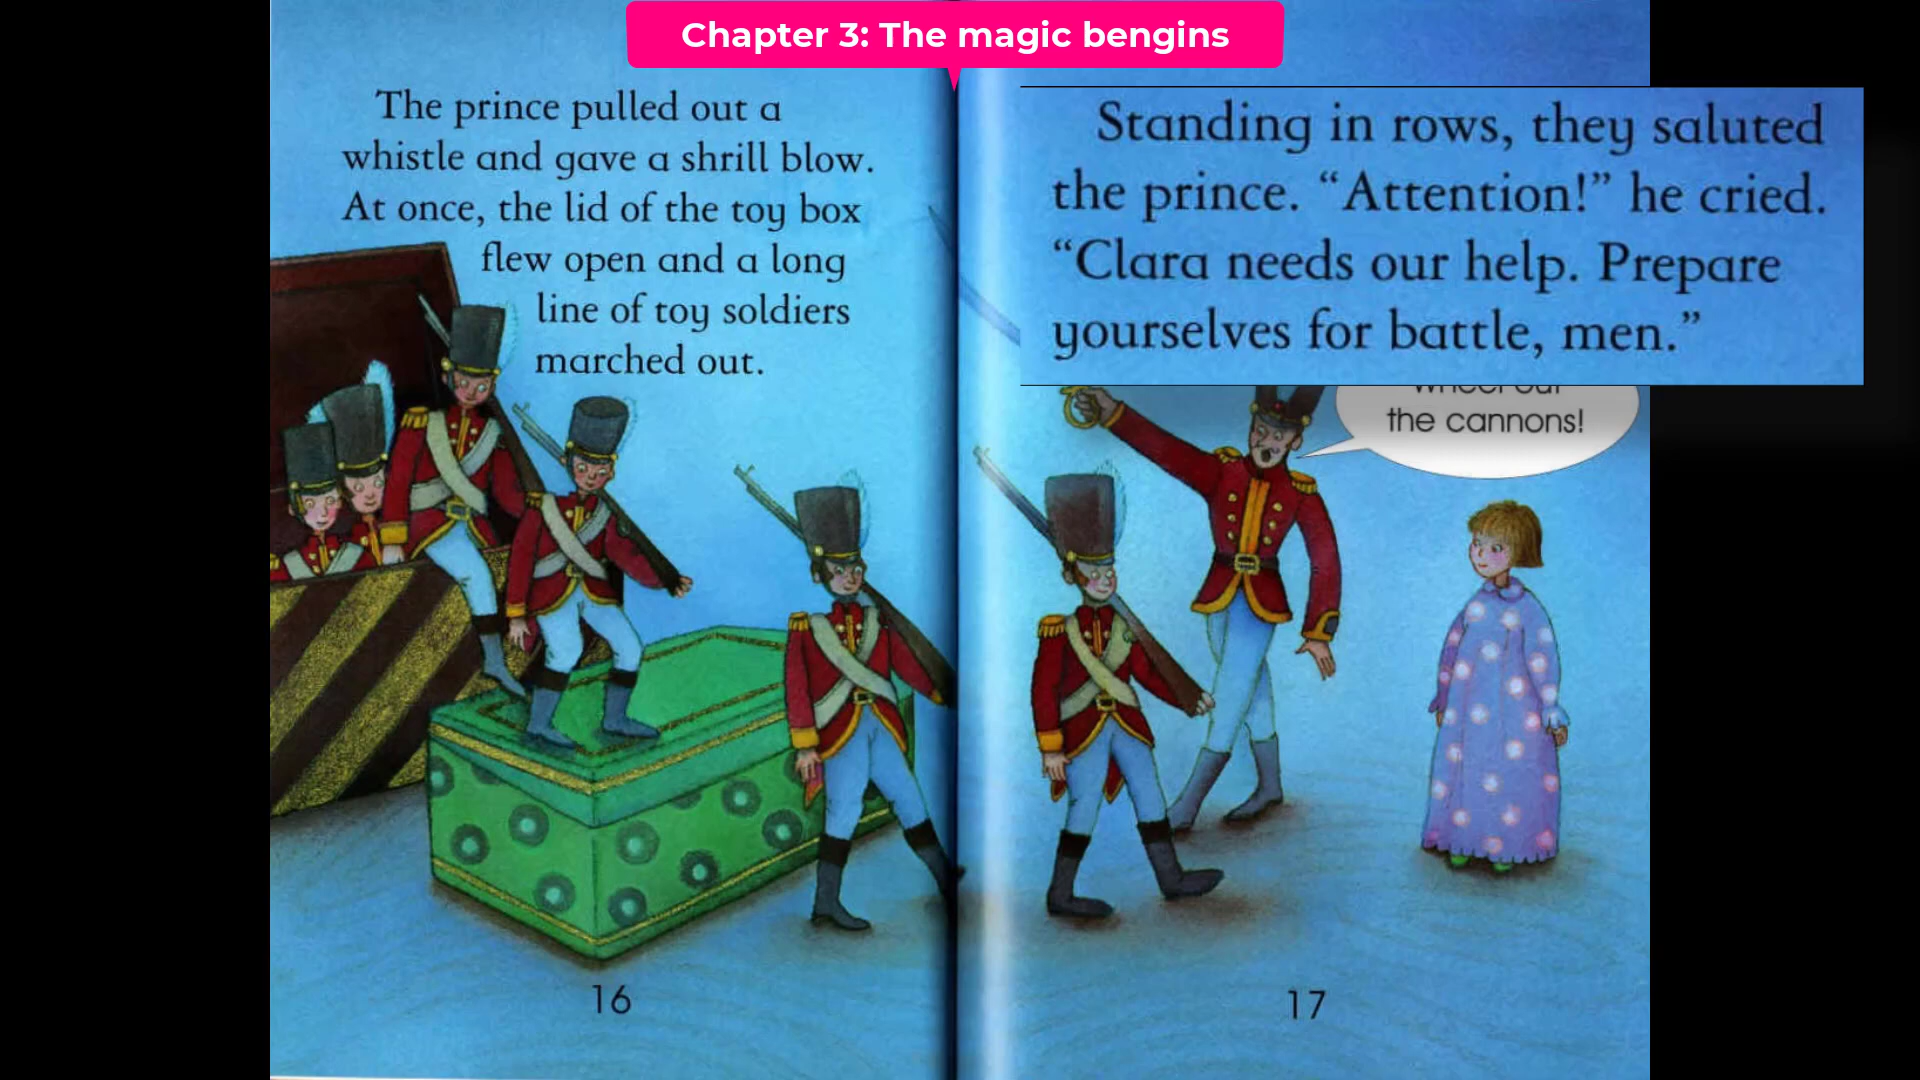 Chapter 3: The magic bengins
The prince pulled out a
whistle and gave a shrill blow.
At once, the lid of the toy box
flew open and a long
line of toy soldiers
marched out.
Standing in rows, they saluted
the prince. “Attention!” he cried.
“Clara needs our help. Prepare
yourselves for battle, men.”
the cannons!
16
17